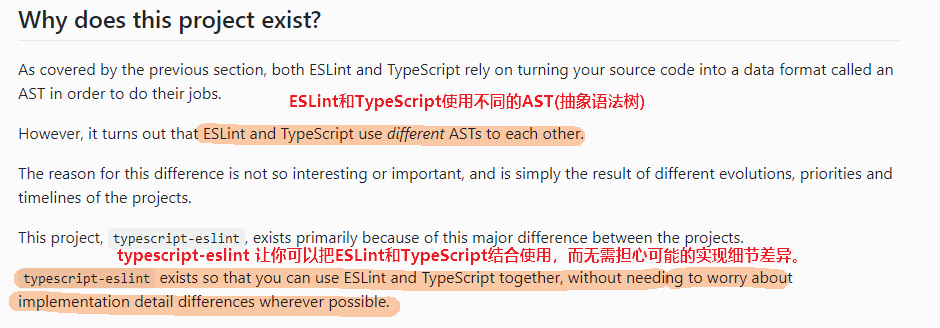 Why does this project exist?
As covered by the previous section, both ESLint and TypeScript rely on turning your source code into a data format called an
AST in order to do their jobs.
ESLint和TypeScript使用不同的AST(抽象语法树)
However, it turns out that ESLint and TypeScript use different ASTs to each other.
The reason for this difference is not so interesting or important, and is simply the result of different evolutions, priorities and
timelines of the projects.
This project, typescript-eslint, exists primarily because of this major difference between the projects.
typescript-eslint 让你可以把ESLint和TypeScript结合使用，而无需担心可能的实现细节差异。
typescript-eslint exists so that you can use ESLint and TypeScript together, without needing to worry about
implementation detail differences wherever possible.